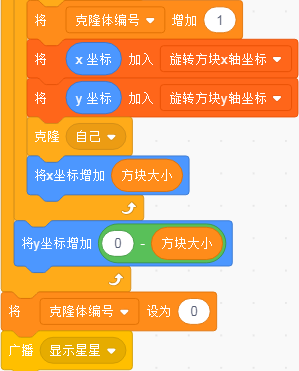 将 克隆体编号 增加 1
将 x 坐标 加入 旋转方块x轴坐标
将 y 坐标 加入 旋转方块y轴坐标
克隆 自己
将x坐标增加 方块大小
将y坐标增加 0 - 方块大小
将 克隆体编号 设为 0
广播 显示星星